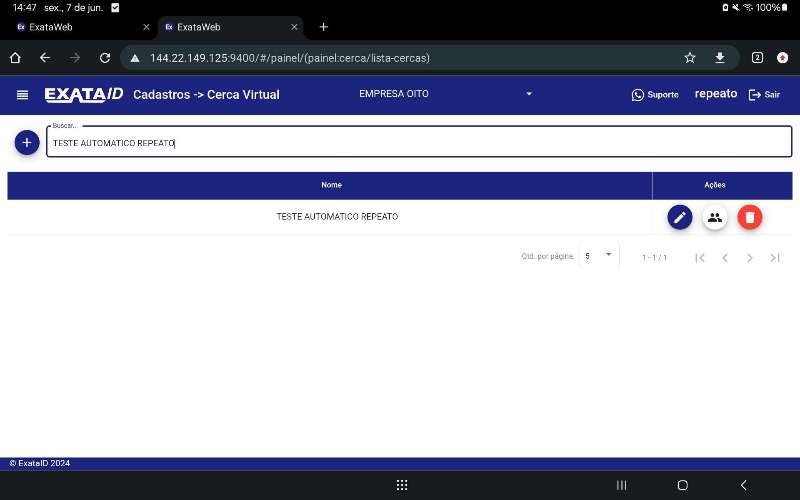 14:47 sex., 7 de jun. 100%
Ex ExataWeb
Ex ExataWeb
144.22.149.125:9400/#/painel/(painel:cerca/lista-cercas) 2
EXATAID Cadastros -> Cerca Virtual EMPRESA OITO Suporte repeato Sair
Buscar...
TESTE AUTOMATICO REPEATO
Nome Ações
TESTE AUTOMATICO REPEATO
Qtd. por página: 5 1 - 1 / 1
© ExataID 2024